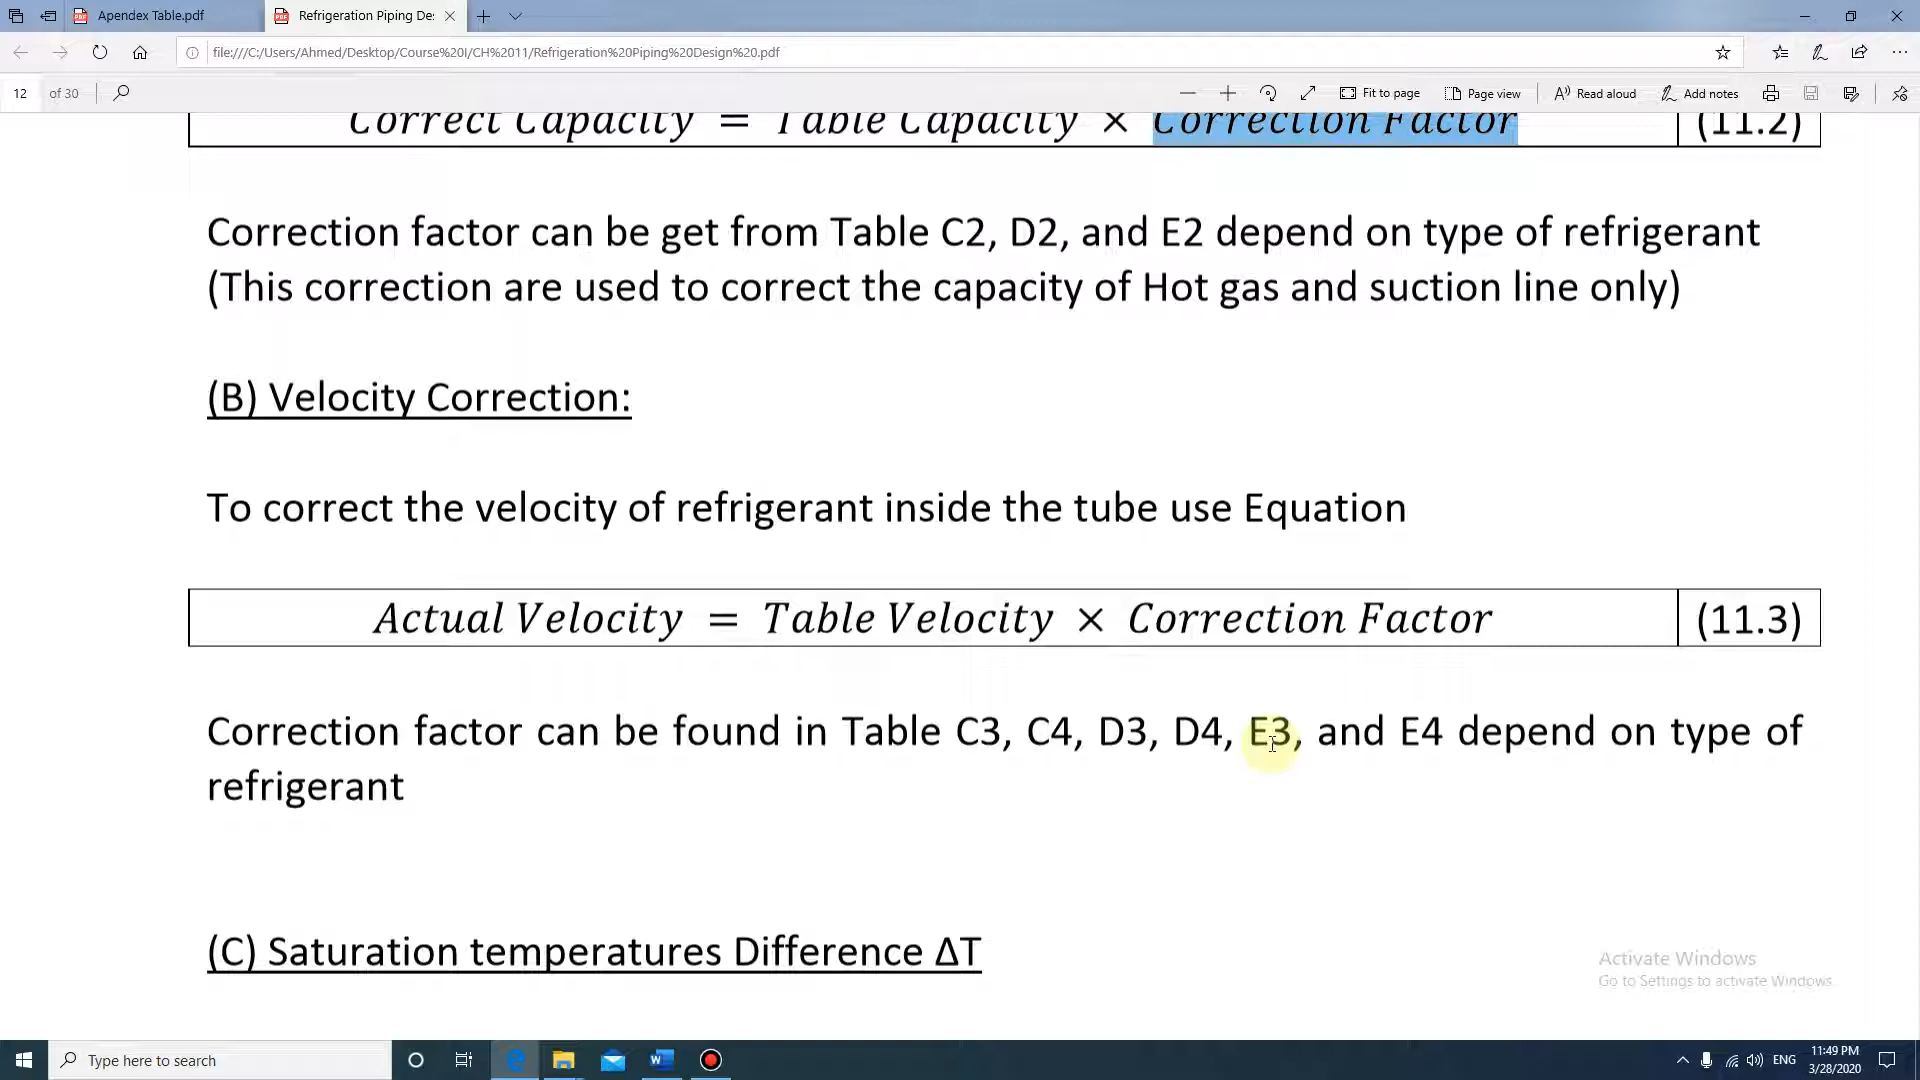 Apendex Table.pdf
Refrigeration Piping De:
file:///C:/Users/Ahmed/Desktop/Course%20I/CH%2011/Refrigeration%20Piping%20Design%20.pdf
12 of 30
Fit to page
Page view
Read aloud
Add notes
Correct Capacity = Table Capacity × Correction Factor (11.2)
Correction factor can be get from Table C2, D2, and E2 depend on type of refrigerant
(This correction are used to correct the capacity of Hot gas and suction line only)
(B) Velocity Correction:
To correct the velocity of refrigerant inside the tube use Equation
Actual Velocity = Table Velocity × Correction Factor (11.3)
Correction factor can be found in Table C3, C4, D3, D4, E3, and E4 depend on type of
refrigerant
(C) Saturation temperatures Difference ΔT
Activate Windows
Go to Settings to activate Windows.
Type here to search
ENG
11:49 PM
3/28/2020